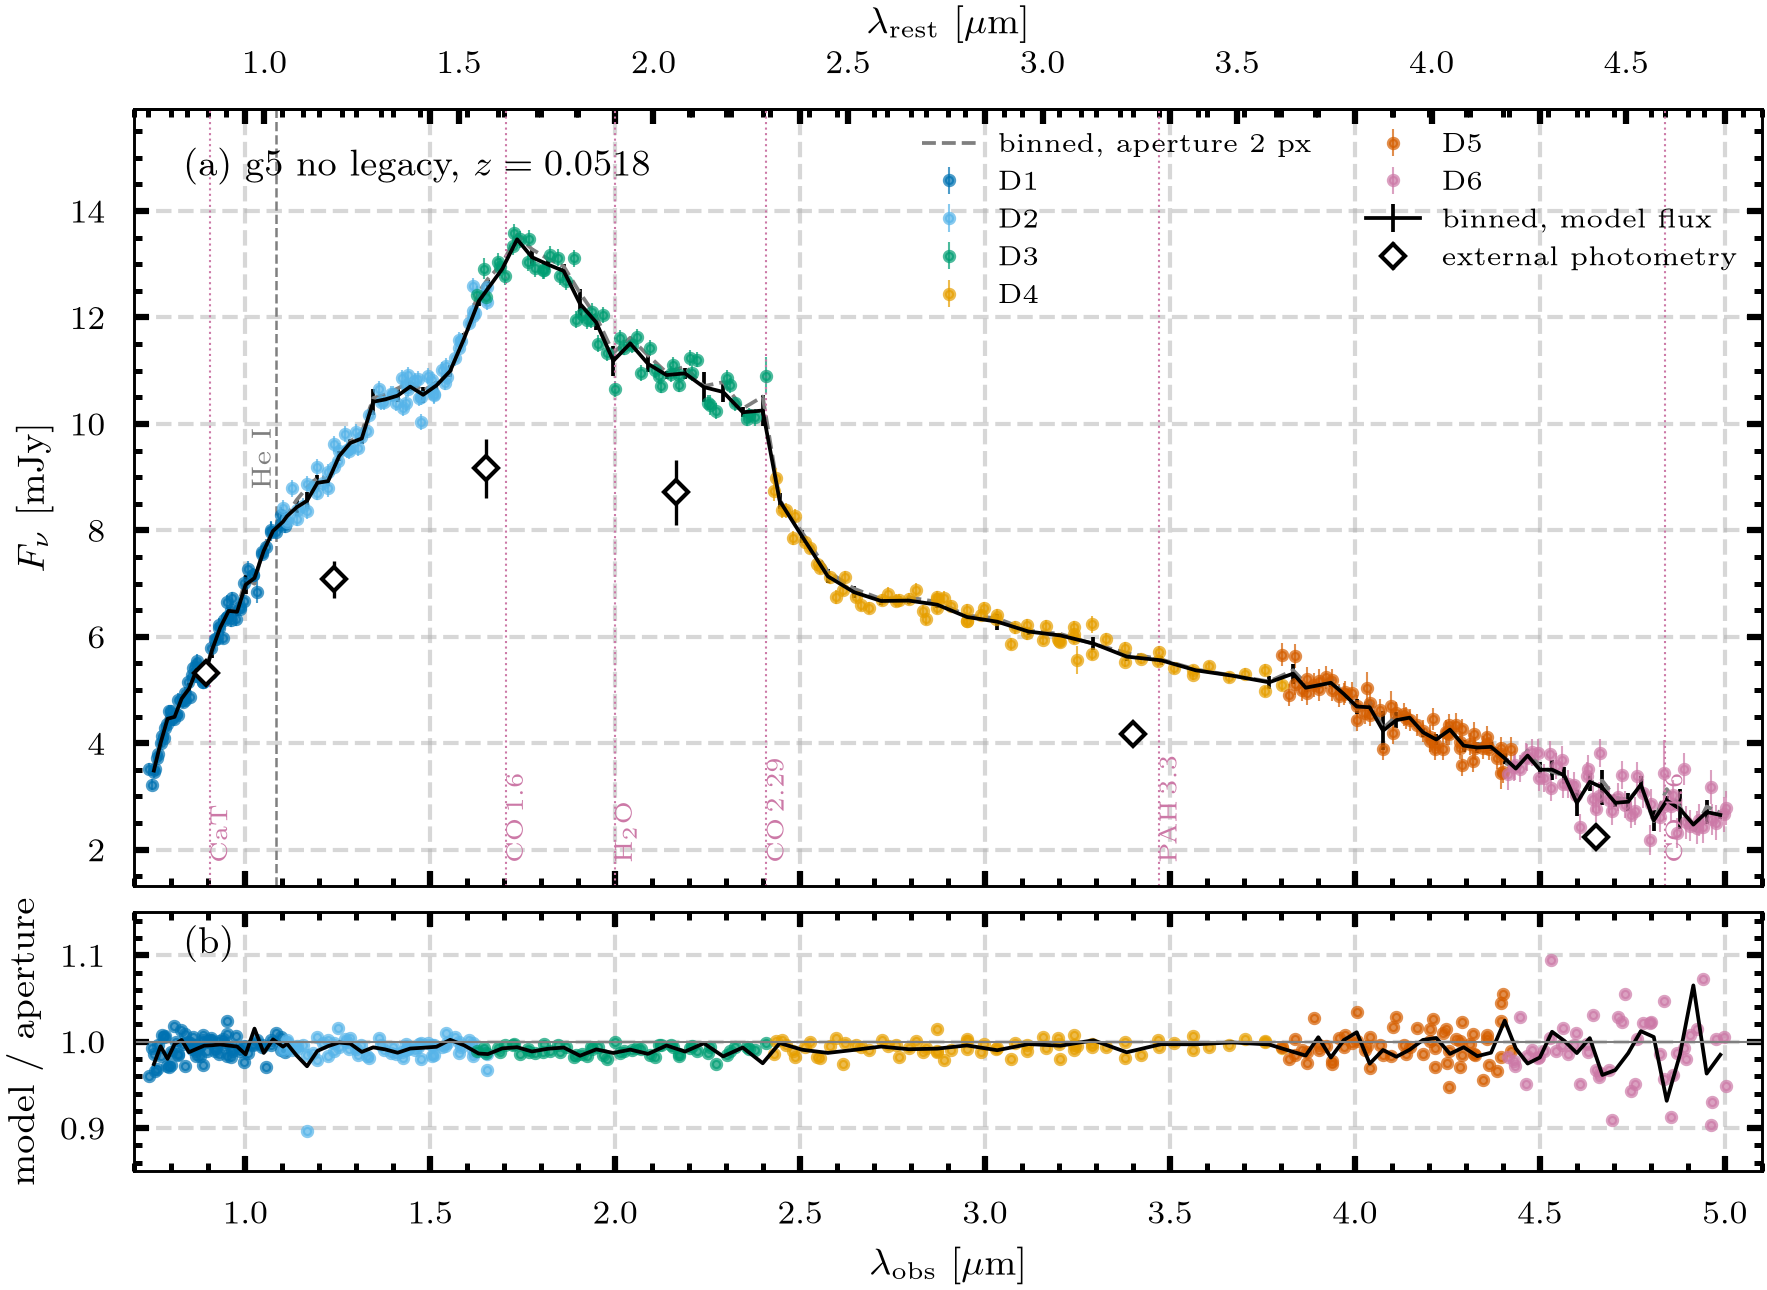 λrest [μm]
1.0 1.5 2.0 2.5 3.0 3.5 4.0 4.5
(a) g5 no legacy, z = 0.0518
binned, aperture 2 px
D1
D2
D3
D4
D5
D6
binned, model flux
external photometry
14
12
10
8
6
4
2
Fν [mJy]
He I
CaT
CO 1.6
H2O
CO 2.29
PAH 3.3
(b)
1.1
1.0
0.9
model / aperture
1.0 1.5 2.0 2.5 3.0 3.5 4.0 4.5 5.0
λobs [μm]